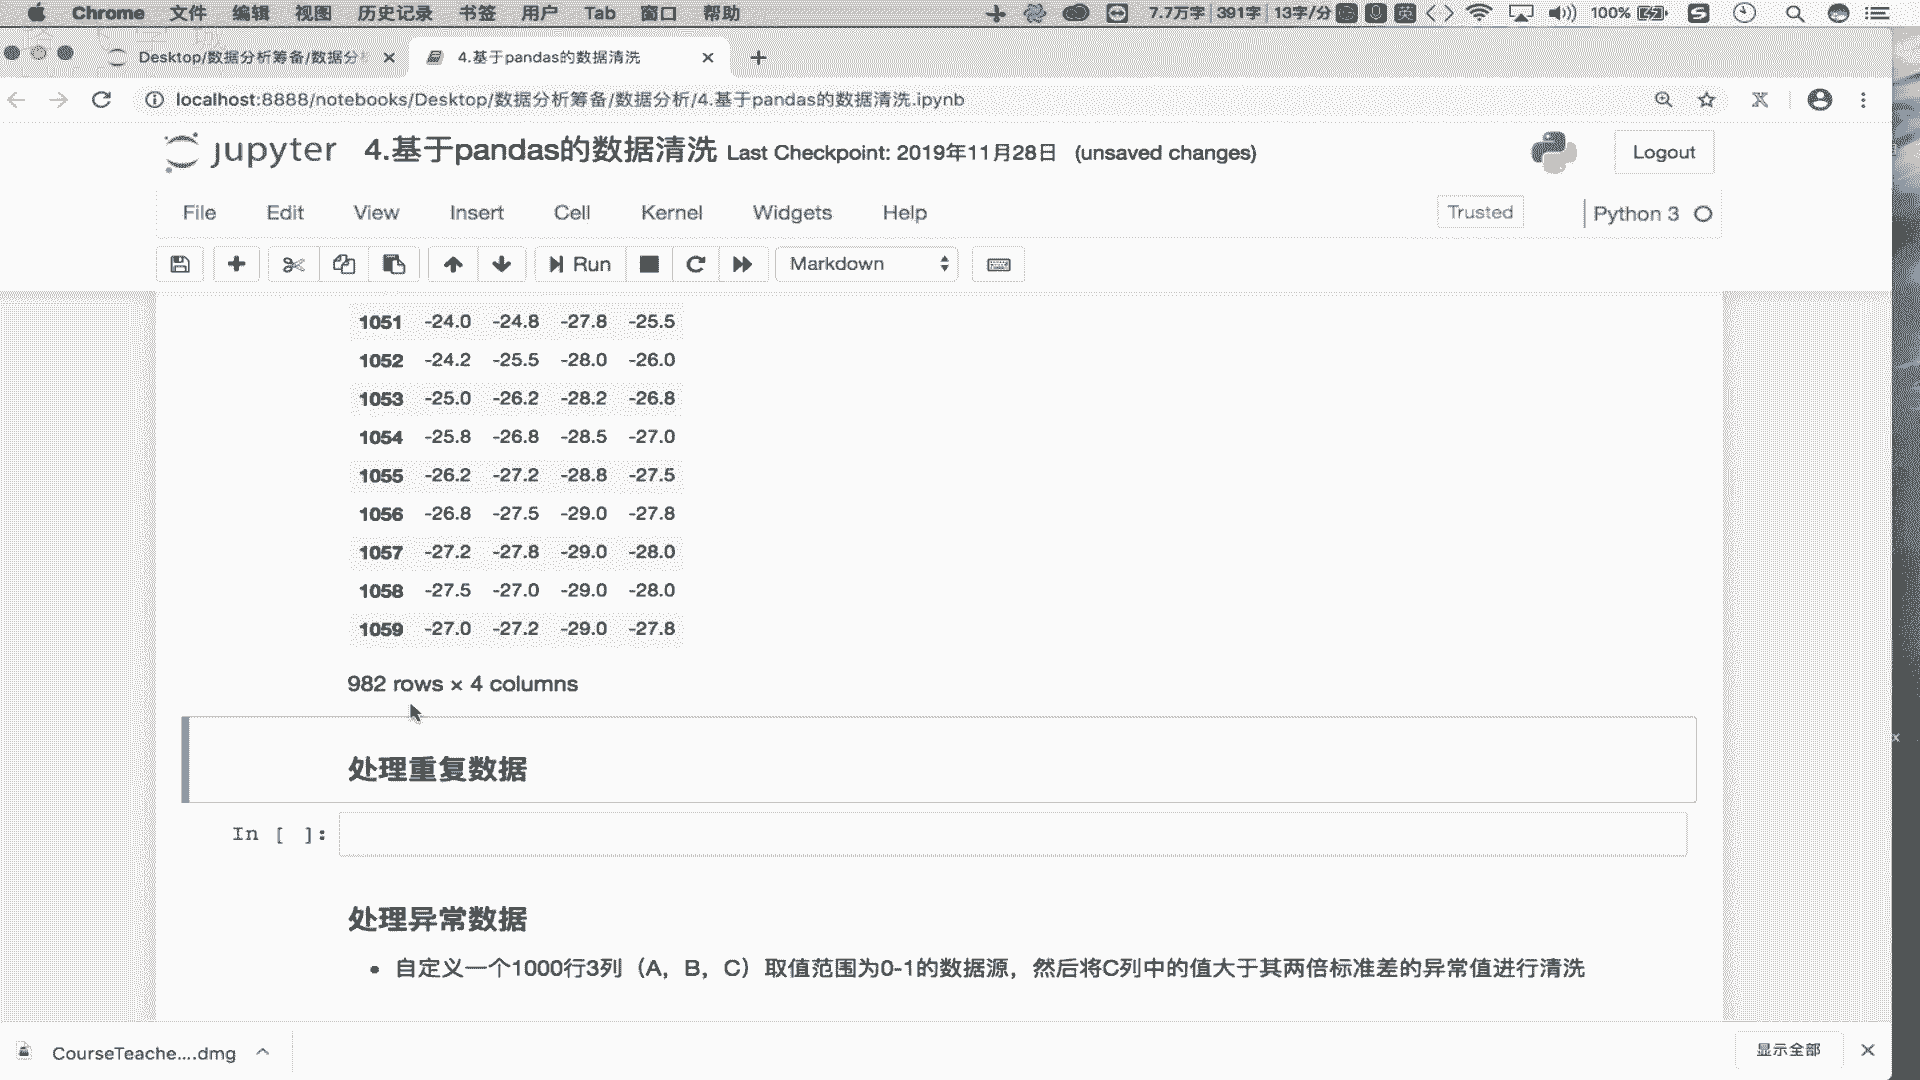 Chrome 文件 编辑 视图 历史记录 书签 用户 Tab 窗口 帮助 7.7万字 391字 13字/分 英 100%
Desktop/数据分析筹备/数据分 4.基于pandas的数据清洗
localhost:8888/notebooks/Desktop/数据分析筹备/数据分析/4.基于pandas的数据清洗.ipynb
jupyter 4.基于pandas的数据清洗 Last Checkpoint: 2019年11月28日 (unsaved changes) Logout
File Edit View Insert Cell Kernel Widgets Help Trusted Python 3
Run Markdown
1051 -24.0 -24.8 -27.8 -25.5
1052 -24.2 -25.5 -28.0 -26.0
1053 -25.0 -26.2 -28.2 -26.8
1054 -25.8 -26.8 -28.5 -27.0
1055 -26.2 -27.2 -28.8 -27.5
1056 -26.8 -27.5 -29.0 -27.8
1057 -27.2 -27.8 -29.0 -28.0
1058 -27.5 -27.0 -29.0 -28.0
1059 -27.0 -27.2 -29.0 -27.8
982 rows × 4 columns
处理重复数据
In [ ]:
处理异常数据
自定义一个1000行3列（A，B，C）取值范围为0-1的数据源，然后将C列中的值大于其两倍标准差的异常值进行清洗
CourseTeache....dmg 显示全部